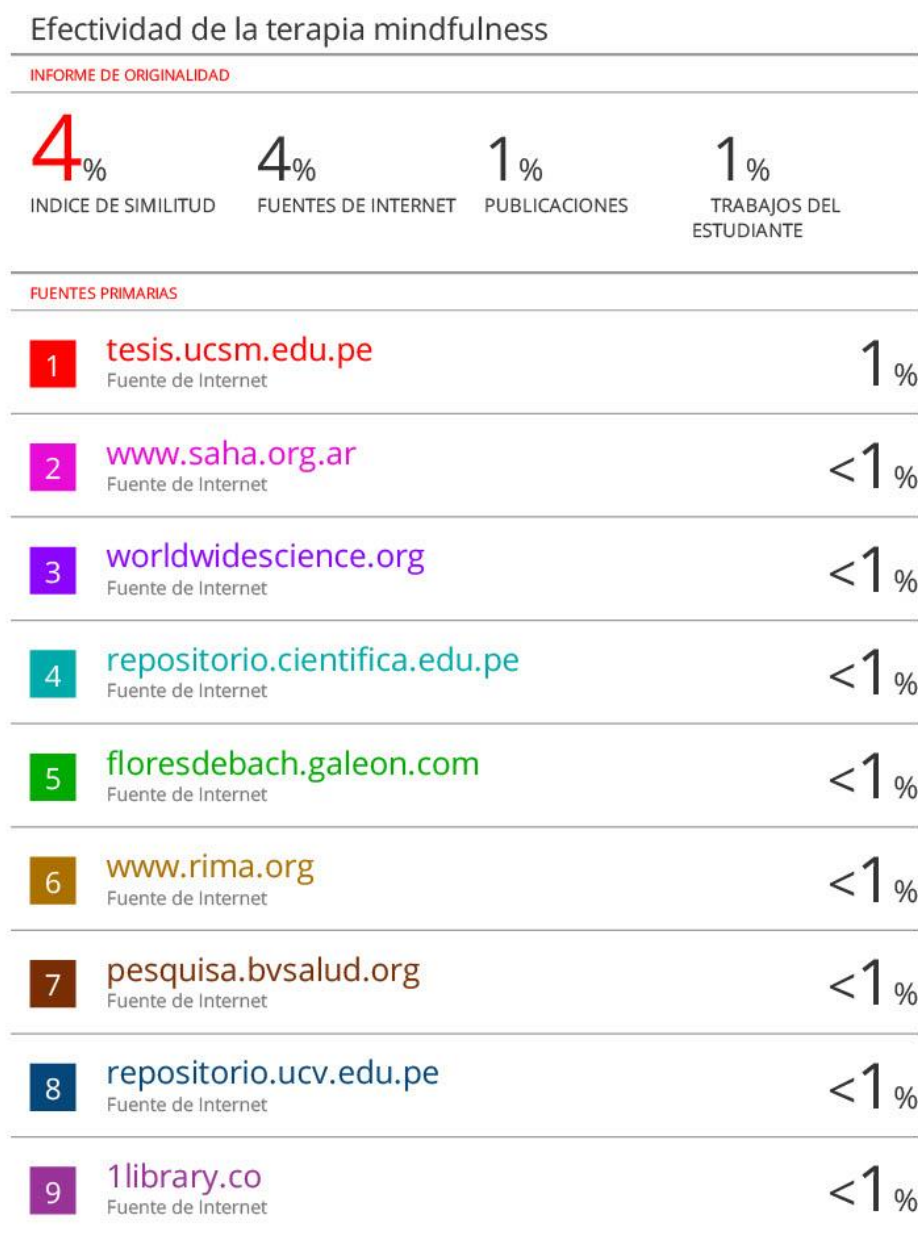 Efectividad de la terapia mindfulness
INFORME DE ORIGINALIDAD
4% 4% 1% 1%
INDICE DE SIMILITUD FUENTES DE INTERNET PUBLICACIONES TRABAJOS DEL
ESTUDIANTE
FUENTES PRIMARIAS
1 tesis.ucsm.edu.pe 1%
Fuente de Internet
2 www.saha.org.ar <1%
Fuente de Internet
3 worldwidescience.org <1%
Fuente de Internet
4 repositorio.cientifica.edu.pe <1%
Fuente de Internet
5 floresdebach.galeon.com <1%
Fuente de Internet
6 www.rima.org <1%
Fuente de Internet
7 pesquisa.bvsalud.org <1%
Fuente de Internet
8 repositorio.ucv.edu.pe <1%
Fuente de Internet
9 1library.co <1%
Fuente de Internet